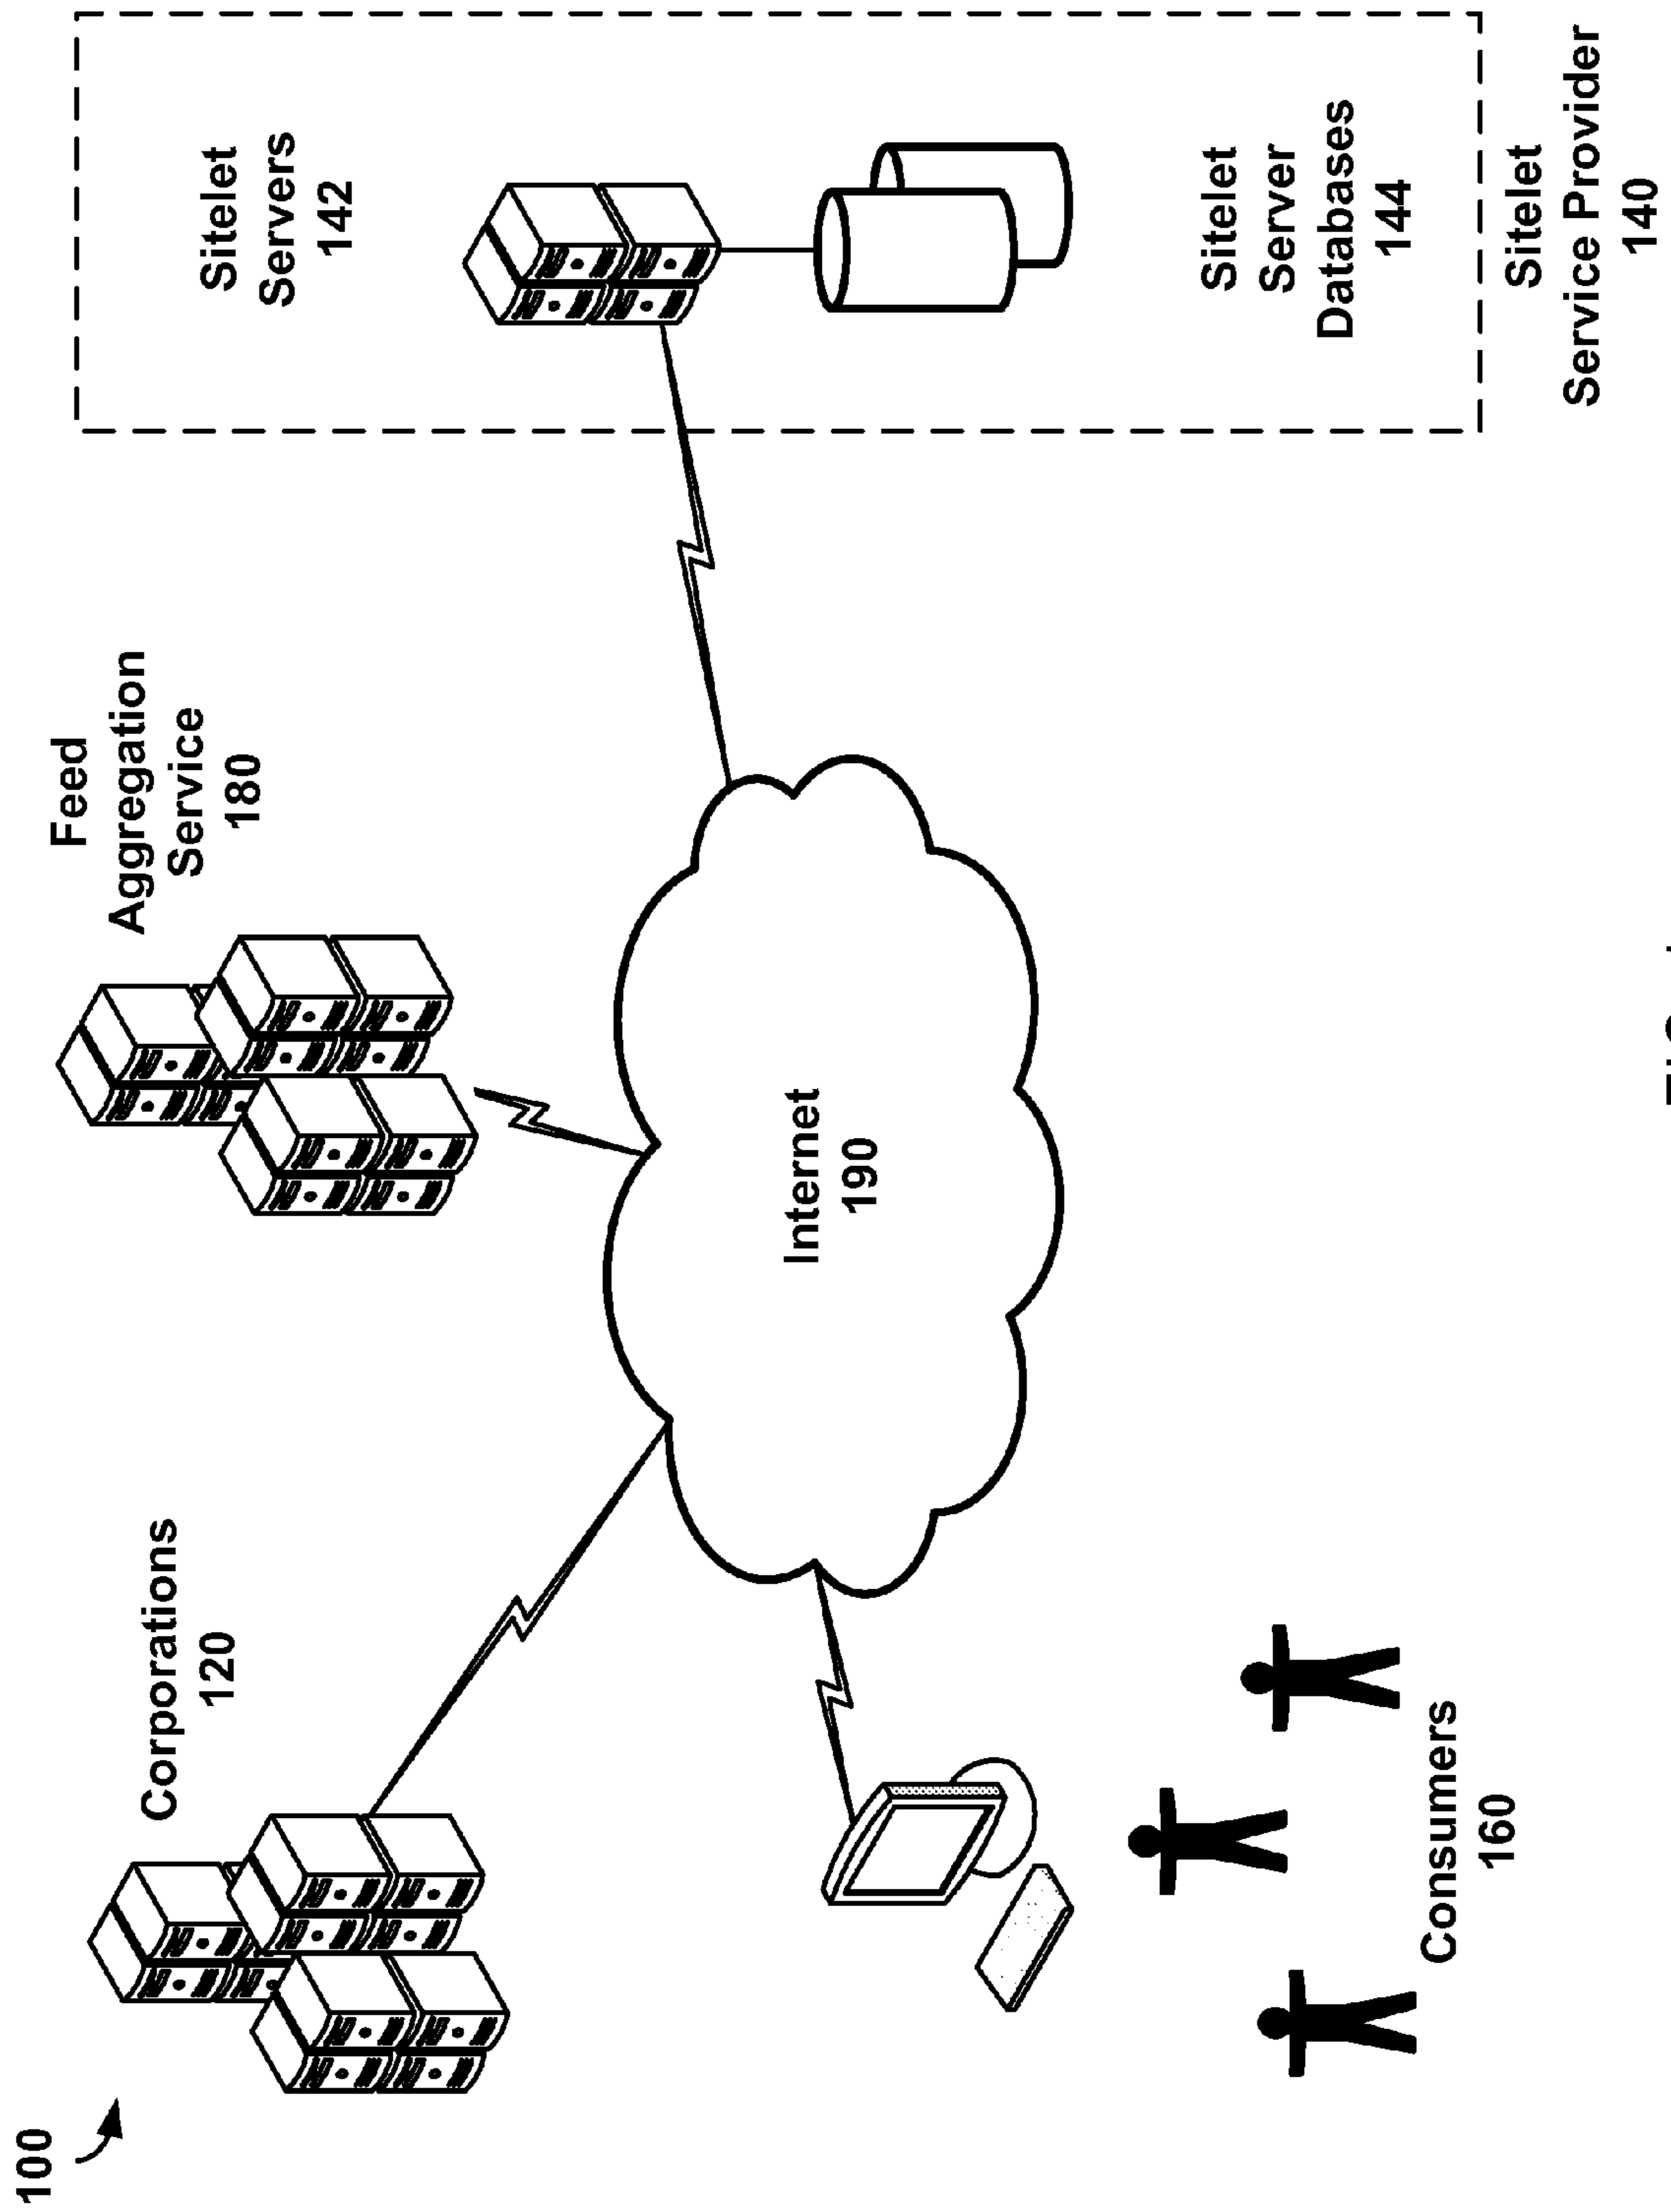 100
Corporations
120
Feed
Aggregation
Service
180
Sitelet
Servers
142
Internet
190
Sitelet
Server
Databases
144
Consumers
160
Sitelet
Service Provider
140